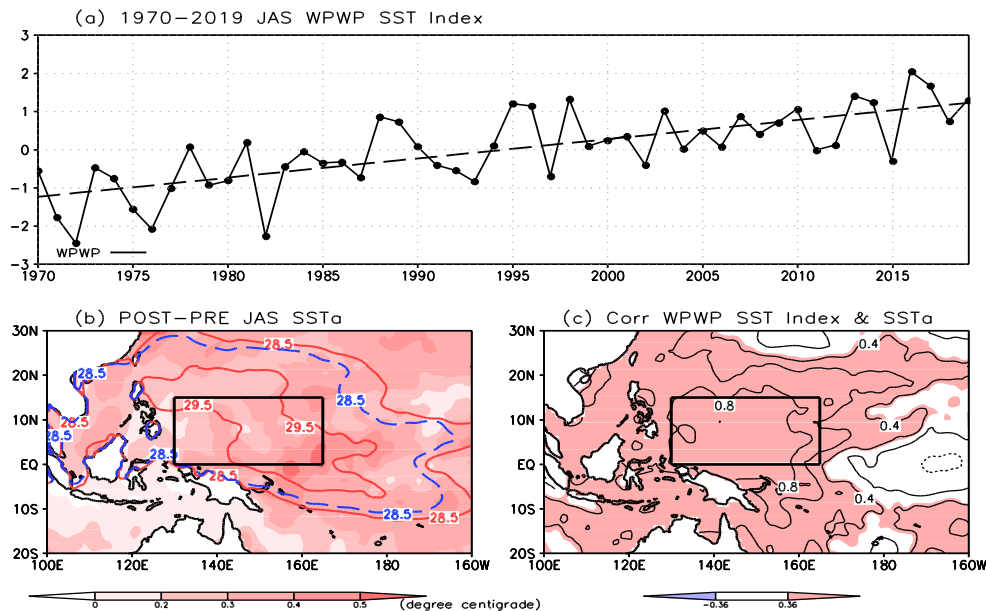 (a) 1970–2019 JAS WPWP SST Index
3
2
1
0
−1
−2
−3
WPWP
1970 1975 1980 1985 1990 1995 2000 2005 2010 2015
(b) POST−PRE JAS SSTa
30N
20N
10N
EQ
10S
20S
28.5
28.5
28.5
29.5
28.5
29.5
28.5
28.5
28.5
28.5
28.5
100E 120E 140E 160E 180 160W
0 0.2 0.3 0.4 0.5 (degree centigrade)
(c) Corr WPWP SST Index & SSTa
30N
20N
10N
EQ
10S
20S
0.4
0.8
0.4
0.8
0.4
100E 120E 140E 160E 180 160W
−0.36 0.36